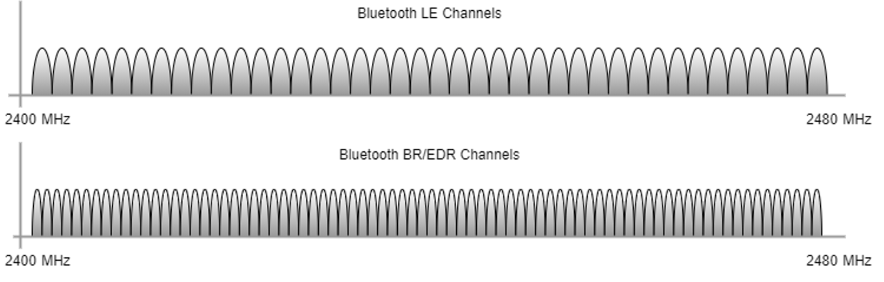 Bluetooth LE Channels
2400 MHz
2480 MHz
Bluetooth BR/EDR Channels
2400 MHz
2480 MHz